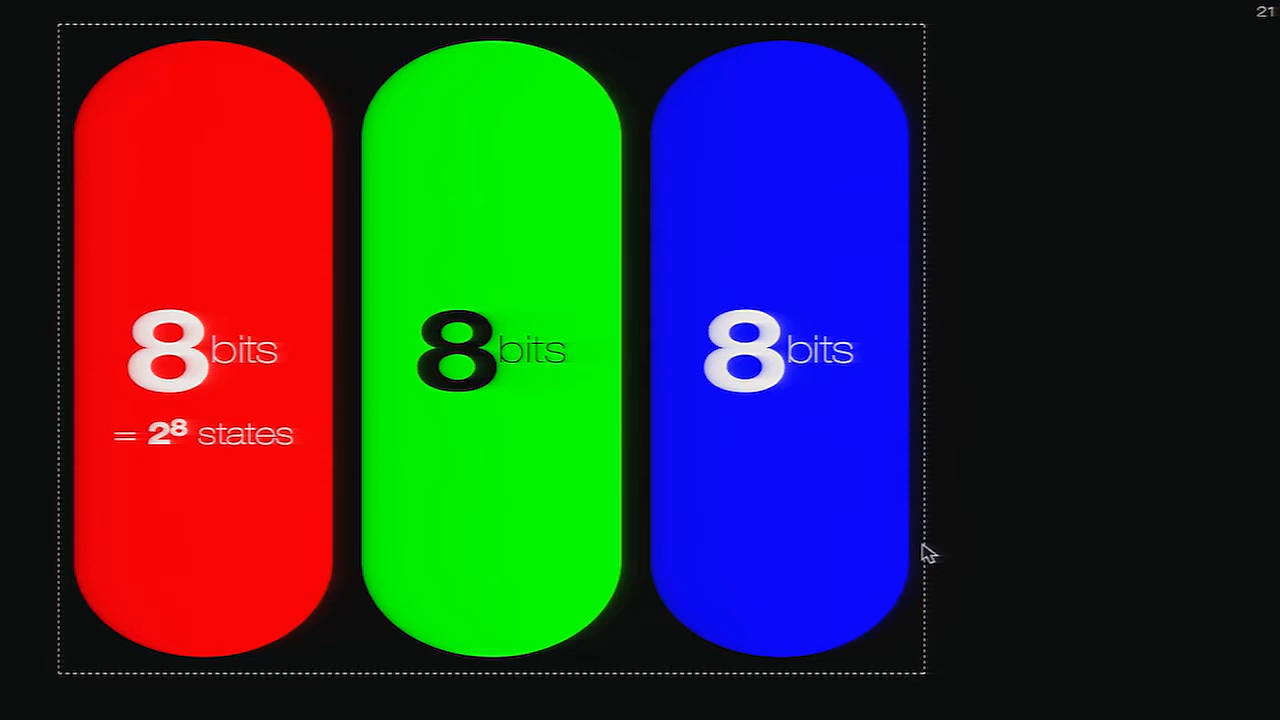 21
8bits
= 2⁸ states
8bits
8bits